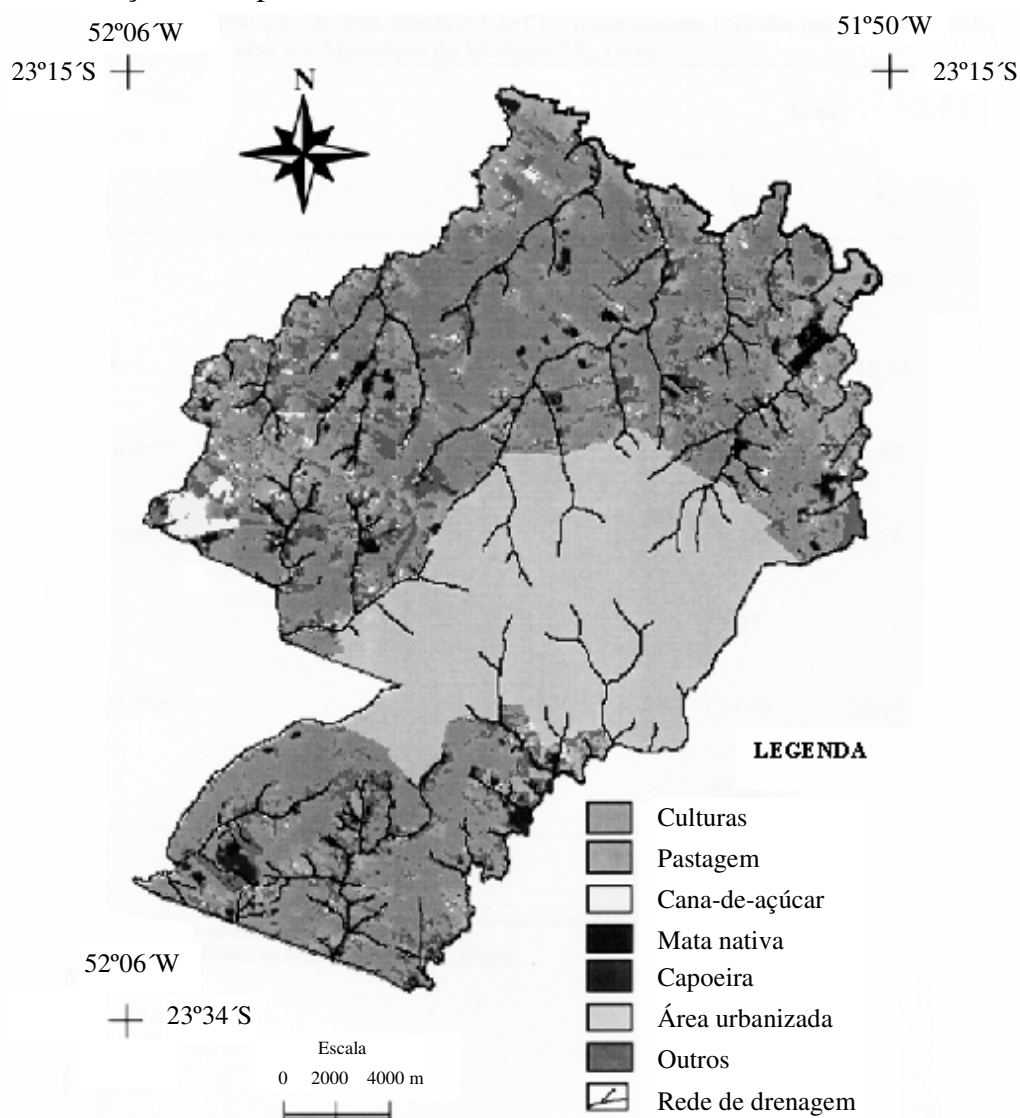 52º06´W
51º50´W
23º15´S
23º15´S
N
LEGENDA
Culturas
Pastagem
Cana-de-açúcar
Mata nativa
Capoeira
Área urbanizada
Outros
Rede de drenagem
52º06´W
23º34´S
Escala
0 2000 4000 m